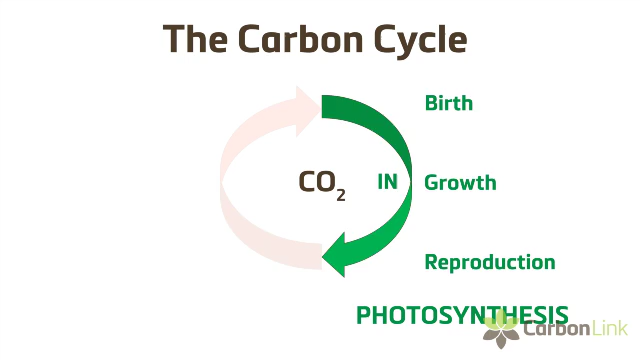 The Carbon Cycle
Birth
CO₂ IN Growth
Reproduction
PHOTOSYNTHESIS
CarbonLink